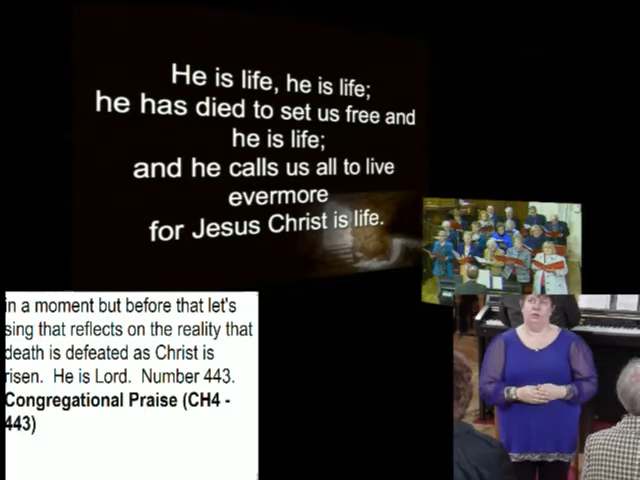 He is life, he is life;
he has died to set us free and
he is life;
and he calls us all to live
evermore
for Jesus Christ is life.
in a moment but before that let's
sing that reflects on the reality that
death is defeated as Christ is
risen.  He is Lord.  Number 443.
Congregational Praise (CH4 -
443)